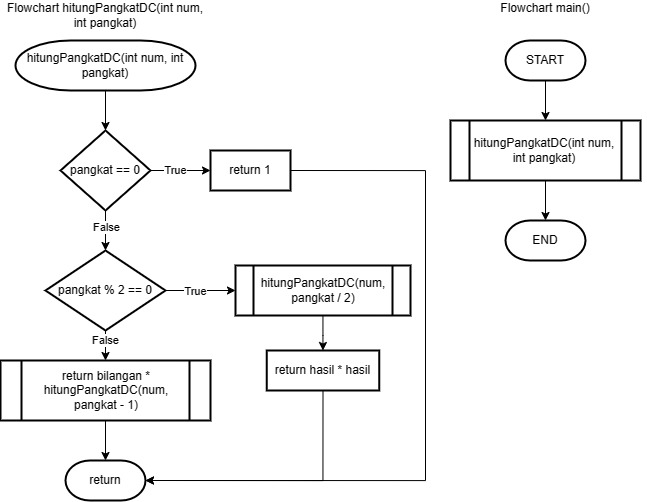 Flowchart hitungPangkatDC(int num,
int pangkat)
hitungPangkatDC(int num, int
pangkat)
pangkat == 0
True
return 1
False
pangkat % 2 == 0
True
hitungPangkatDC(num,
pangkat / 2)
False
return bilangan *
hitungPangkatDC(num,
pangkat - 1)
return hasil * hasil
return
Flowchart main()
START
hitungPangkatDC(int num,
int pangkat)
END